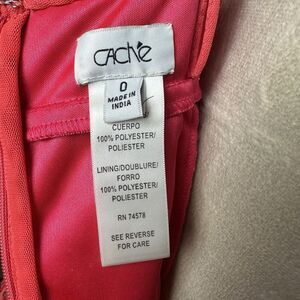 CACHÉ
0
MADE IN
INDIA
CUERPO
100% POLYESTER/
POLIESTER
LINING/DOUBLURE/
FORRO
100% POLYESTER/
POLIESTER
RN 74578
SEE REVERSE
FOR CARE